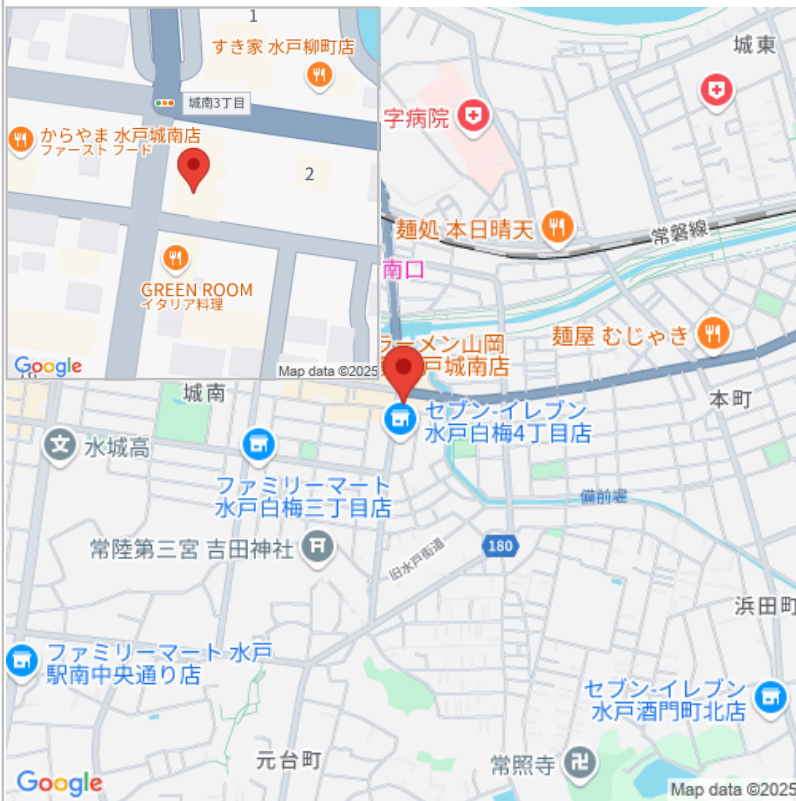 1
すき家 水戸柳町店
城南3丁目
からやま 水戸城南店
ファースト フード
2
GREEN ROOM
イタリア料理
Google
Map data ©2025
城東
字病院
麺処 本日晴天
常磐線
南口
麺屋 むじゃき
ラーメン山岡
戸城南店
城南
本町
セブン-イレブン
水戸白梅4丁目店
水城高
ファミリーマート
水戸白梅三丁目店
備前堀
180
常陸第三宮 吉田神社
旧水戸街道
浜田町
ファミリーマート 水戸
駅南中央通り店
セブン-イレブン
水戸酒門町北店
元台町
常照寺
卍
Google
Map data ©2025